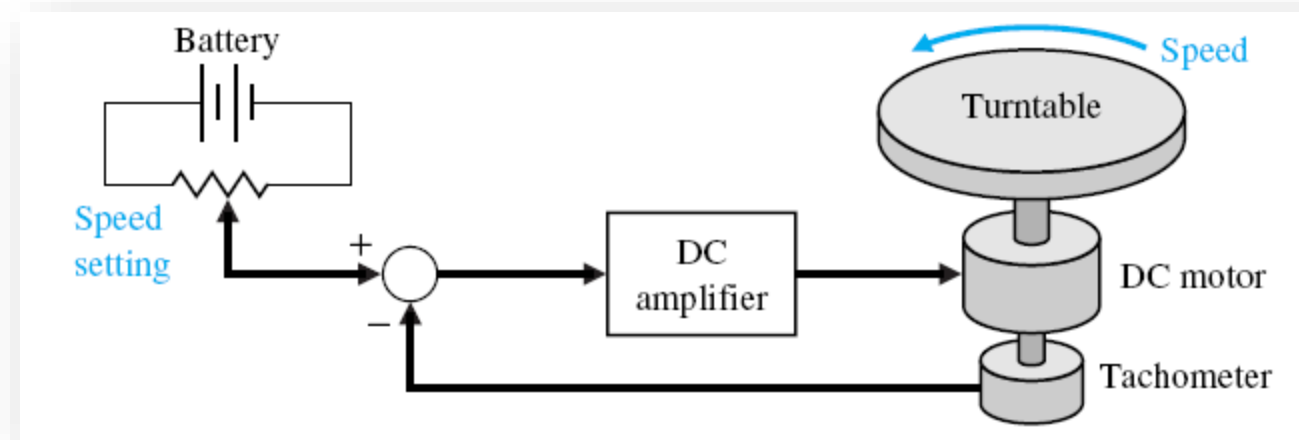 Battery
Speed
Turntable
Speed
setting
+
DC
amplifier
DC motor
−
Tachometer